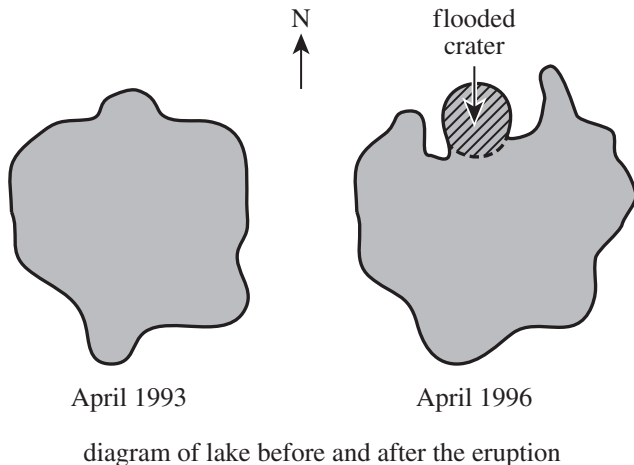 N
flooded
crater
April 1993
April 1996
diagram of lake before and after the eruption